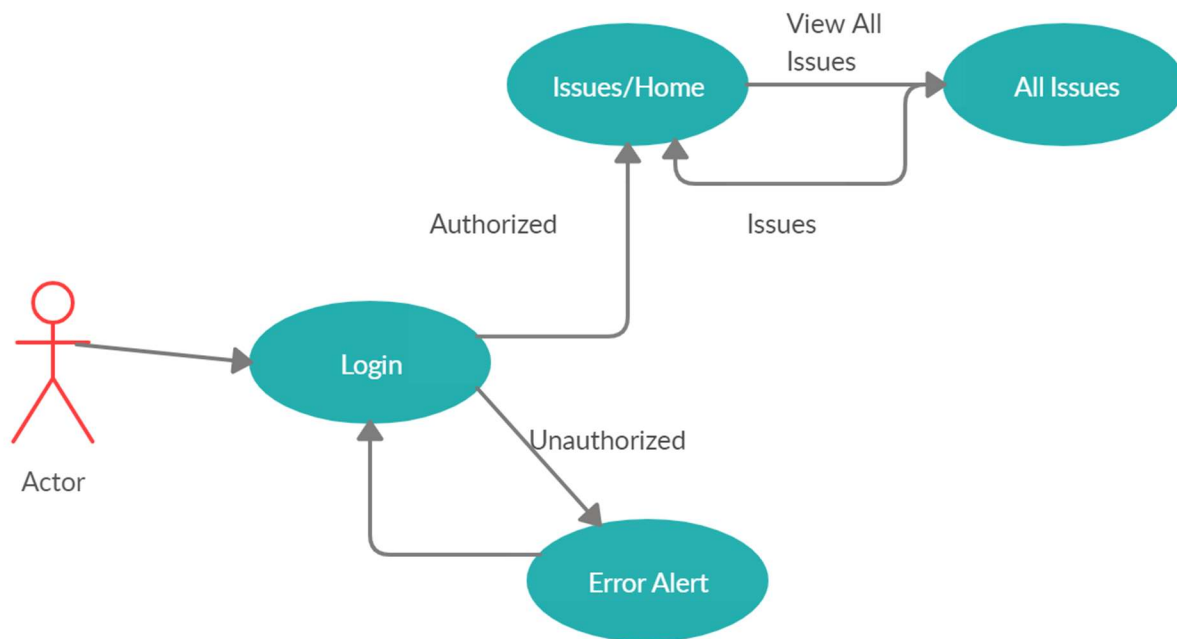 View All
Issues
Issues/Home
All Issues
Authorized
Issues
Login
Unauthorized
Actor
Error Alert